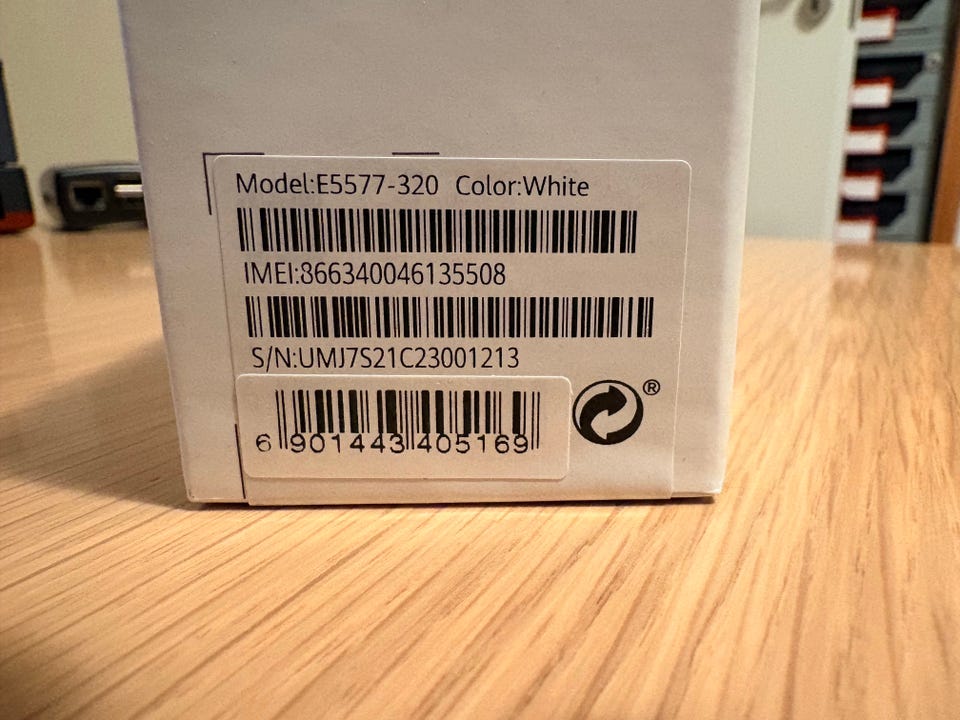 Model:E5577-320 Color:White
IMEI:866340046135508
S/N:UMJ7S21C23001213
®
6 901443 405169